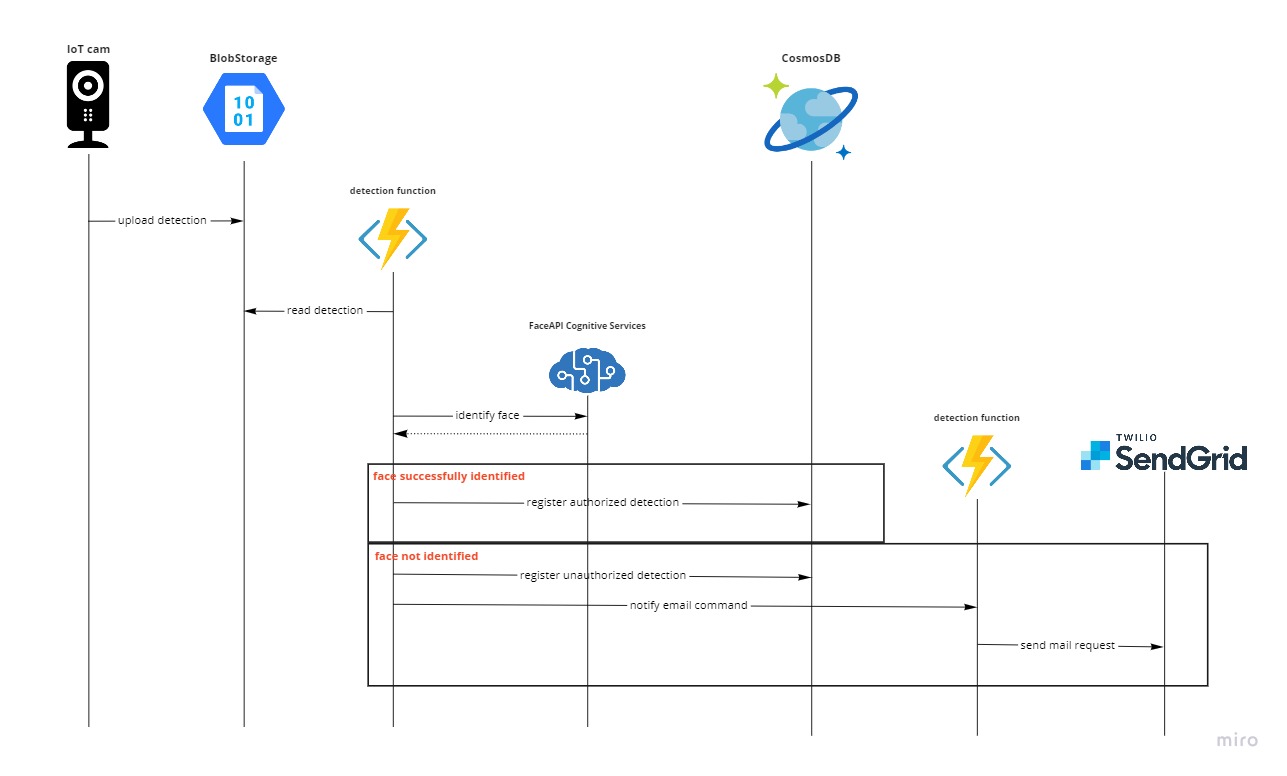 IoT cam
BlobStorage
CosmosDB
10
01
detection function
upload detection
read detection
FaceAPI Cognitive Services
identify face
detection function
TWILIO
SendGrid
face successfully identified
register authorized detection
face not identified
register unauthorized detection
notify email command
send mail request
miro